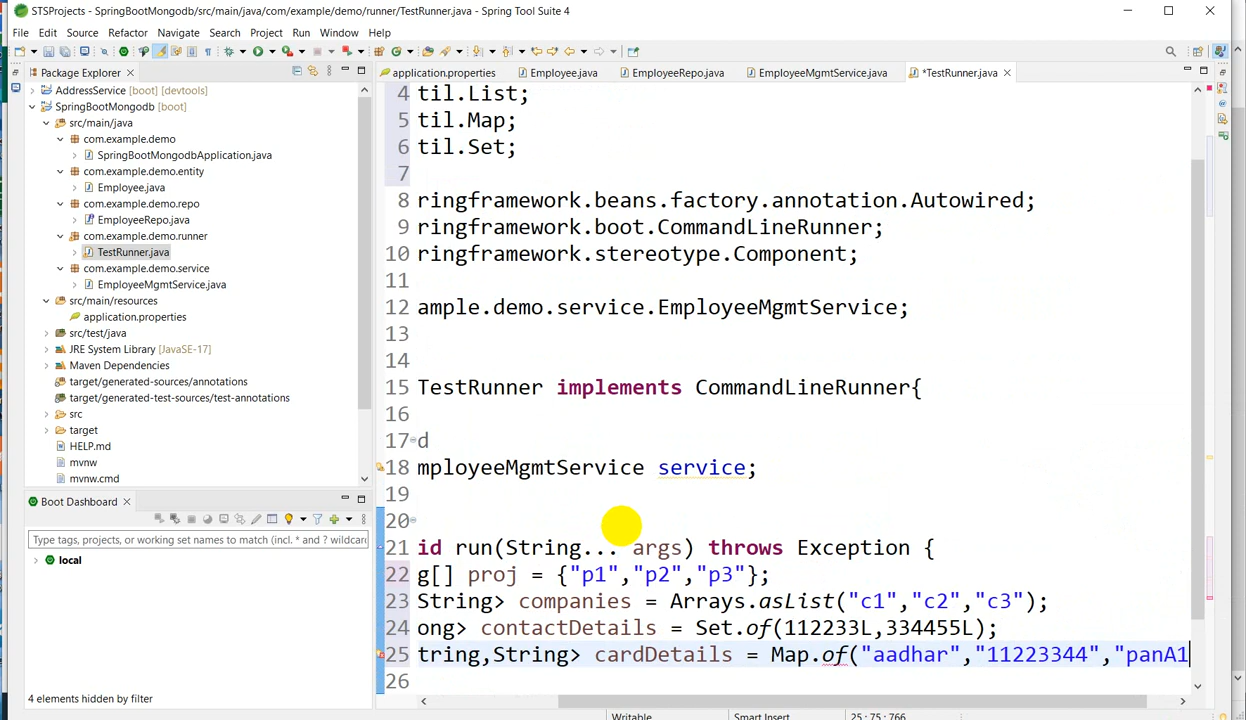 STSProjects - SpringBootMongodb/src/main/java/com/example/demo/runner/TestRunner.java - Spring Tool Suite 4
File Edit Source Refactor Navigate Search Project Run Window Help
Package Explorer
AddressService [boot] [devtools]
SpringBootMongodb [boot]
src/main/java
com.example.demo
SpringBootMongodbApplication.java
com.example.demo.entity
Employee.java
com.example.demo.repo
EmployeeRepo.java
com.example.demo.runner
TestRunner.java
com.example.demo.service
EmployeeMgmtService.java
src/main/resources
application.properties
src/test/java
JRE System Library [JavaSE-17]
Maven Dependencies
target/generated-sources/annotations
target/generated-test-sources/test-annotations
src
target
HELP.md
mvnw
mvnw.cmd
Boot Dashboard
Type tags, projects, or working set names to match (incl. * and ? wildcard
local
4 elements hidden by filter
application.properties Employee.java EmployeeRepo.java EmployeeMgmtService.java *TestRunner.java
4 til.List;
5 til.Map;
6 til.Set;
7
8 ringframework.beans.factory.annotation.Autowired;
9 ringframework.boot.CommandLineRunner;
10 ringframework.stereotype.Component;
11
12 ample.demo.service.EmployeeMgmtService;
13
14
15 TestRunner implements CommandLineRunner{
16
17 d
18 mployeeMgmtService service;
19
20
21 id run(String... args) throws Exception {
22 g[] proj = {"p1","p2","p3"};
23 String> companies = Arrays.asList("c1","c2","c3");
24 ong> contactDetails = Set.of(112233L,334455L);
25 tring,String> cardDetails = Map.of("aadhar","11223344","panA1
26
Writable Smart Insert 25 : 75 : 766